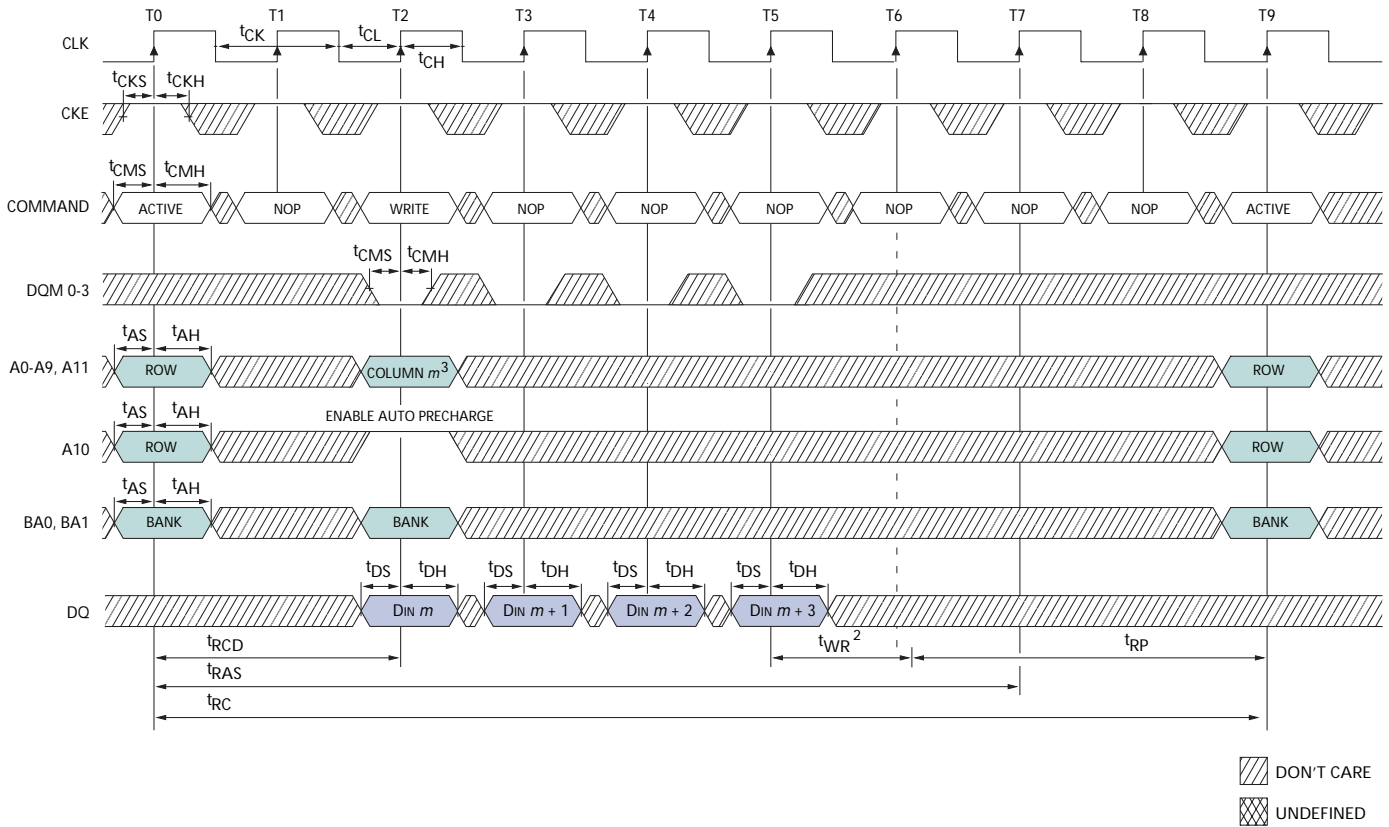 T0 T1 T2 T3 T4 T5 T6 T7 T8 T9
CLK
tCK tCL
tCH
tCKS tCKH
CKE
tCMS tCMH
COMMAND ACTIVE NOP WRITE NOP NOP NOP NOP NOP NOP ACTIVE
tCMS tCMH
DQM 0-3
tAS tAH
A0-A9, A11 ROW COLUMN m3 ROW
ENABLE AUTO PRECHARGE
tAS tAH
A10 ROW ROW
tAS tAH
BA0, BA1 BANK BANK BANK
tDS tDH tDS tDH tDS tDH tDS tDH
DQ DIN m DIN m + 1 DIN m + 2 DIN m + 3
tRCD tWR2 tRP
tRAS
tRC
DON'T CARE
UNDEFINED